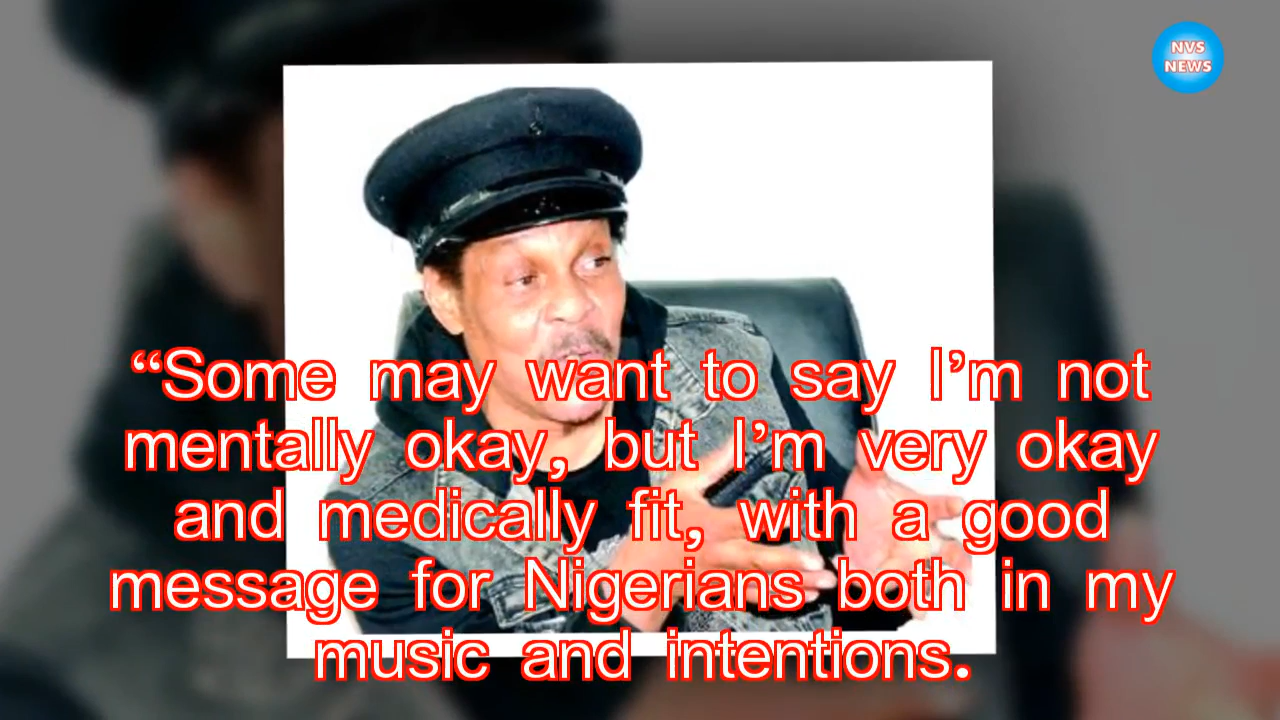 NVS
NEWS
“Some may want to say I’m not
mentally okay, but I’m very okay
and medically fit, with a good
message for Nigerians both in my
music and intentions.